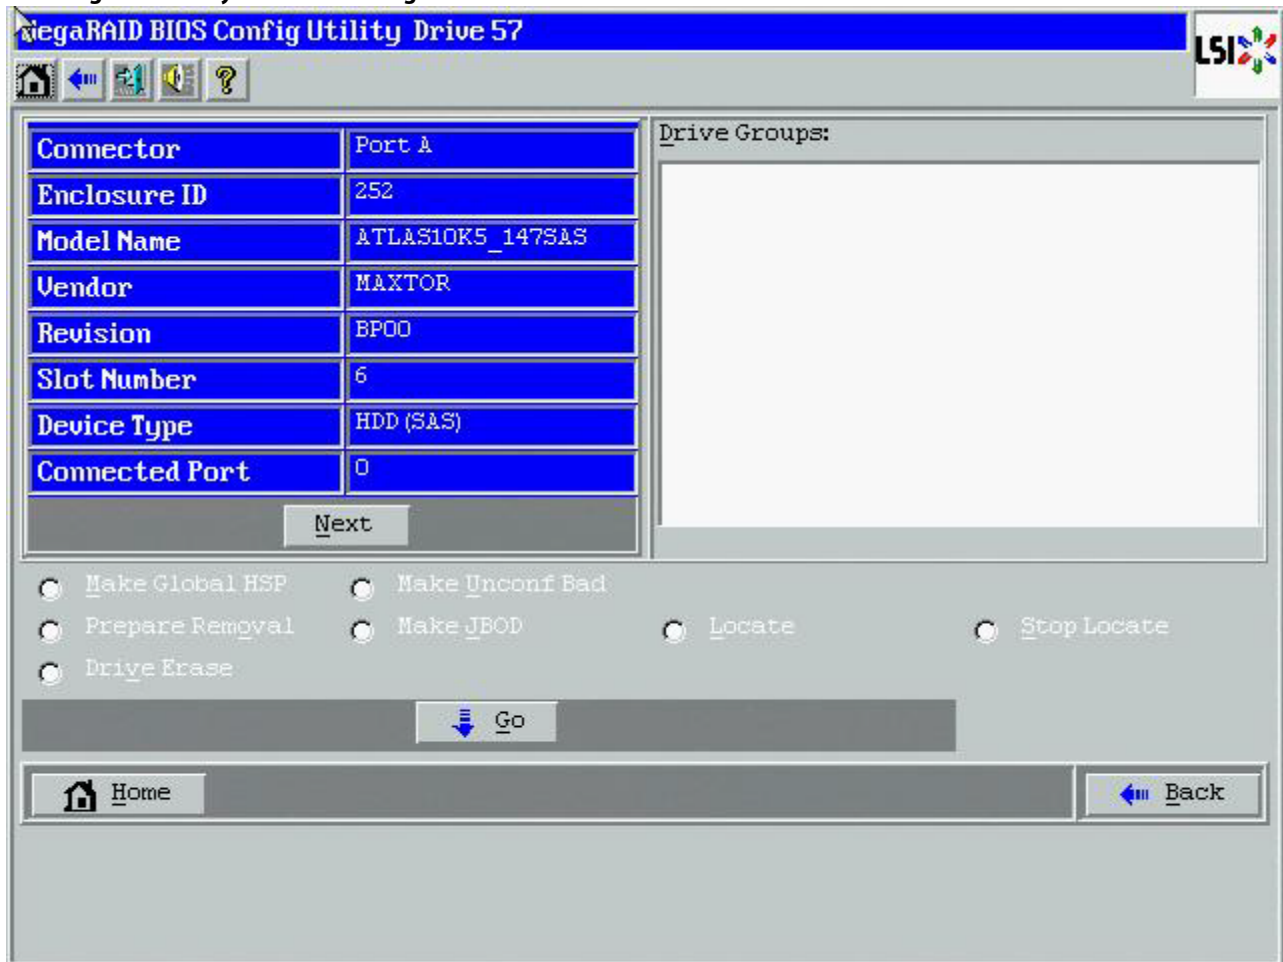 MegaRAID BIOS Config Utility Drive 57
LSI
Connector Port A
Enclosure ID 252
Model Name ATLAS10K5_147SAS
Vendor MAXTOR
Revision BP00
Slot Number 6
Device Type HDD (SAS)
Connected Port 0
Next
Drive Groups:
Make Global HSP Make Unconf Bad
Prepare Removal Make JBOD Locate Stop Locate
Drive Erase
Go
Home Back